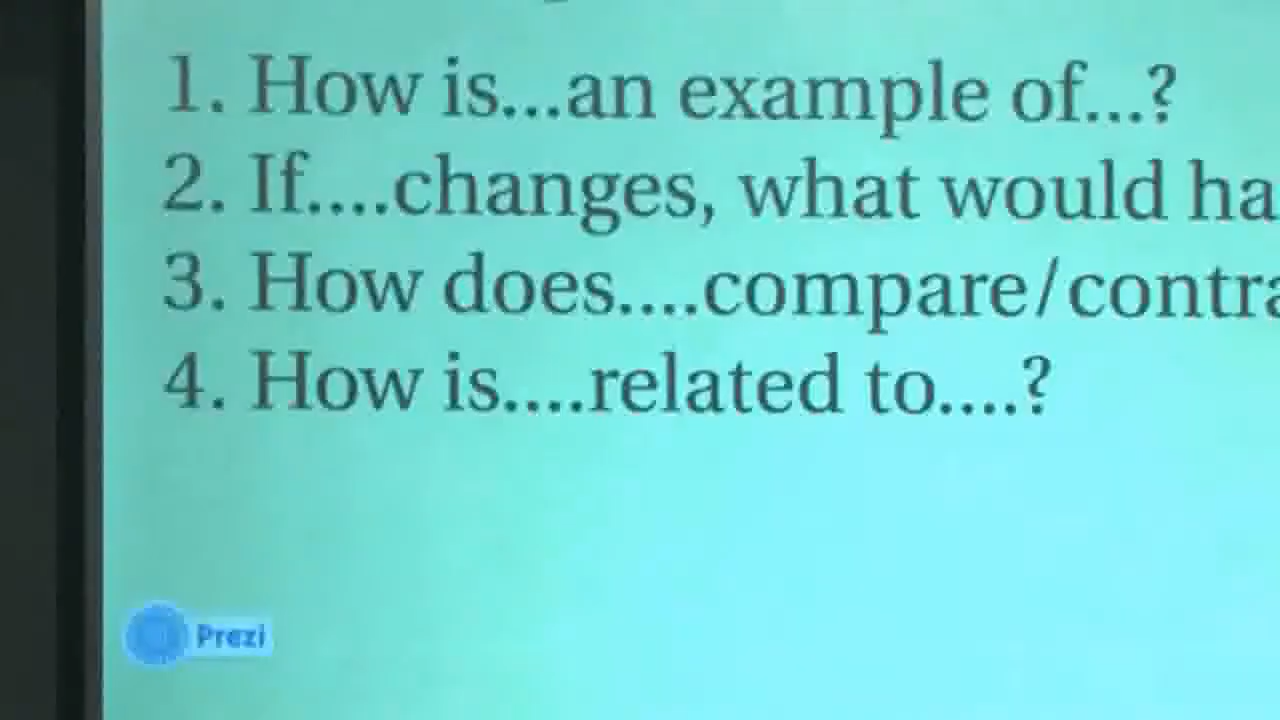 1. How is...an example of...?
2. If....changes, what would ha
3. How does....compare/contra
4. How is....related to....?
Prezi